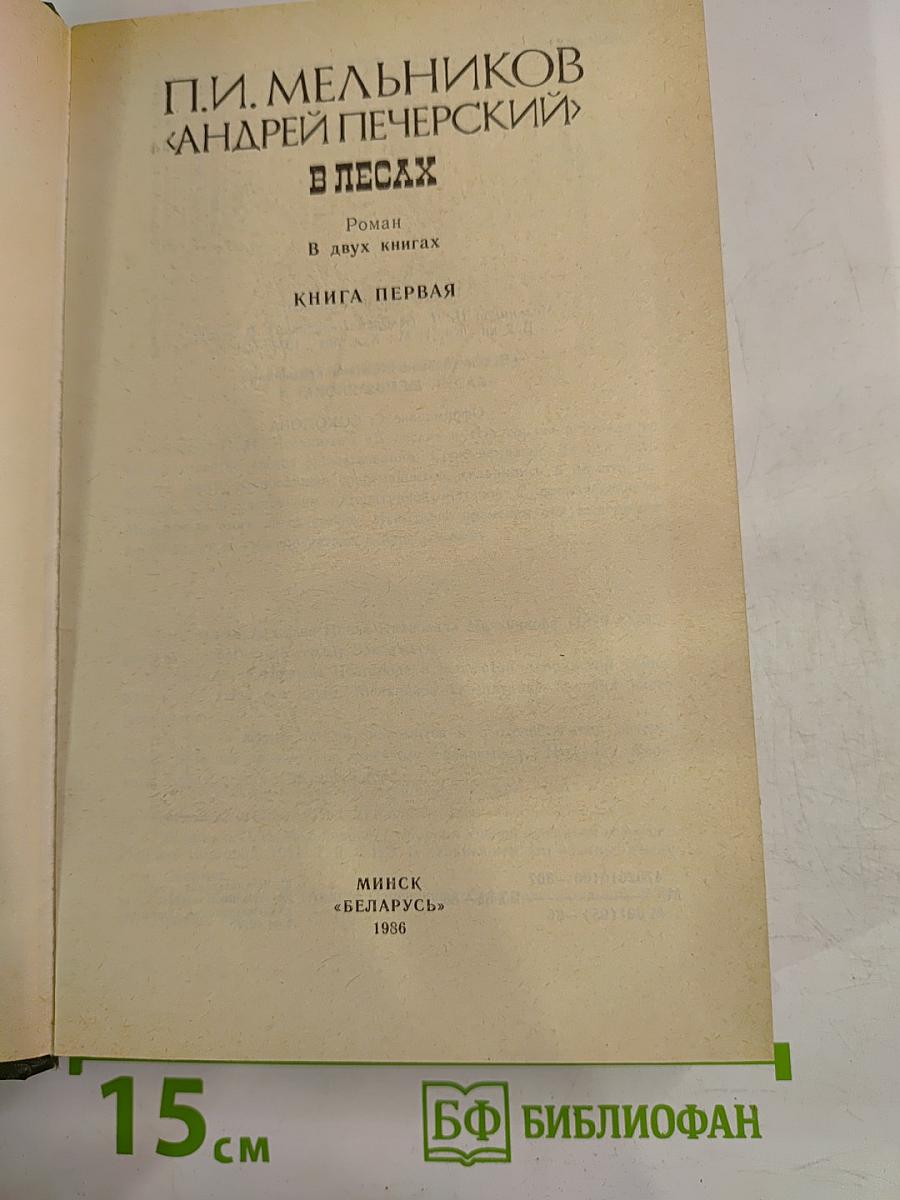 П.И. МЕЛЬНИКОВ
‹АНДРЕЙ ПЕЧЕРСКИЙ›
В ЛЕСАХ
Роман
В двух книгах
КНИГА ПЕРВАЯ
МИНСК
«БЕЛАРУСЬ»
1986
15 см
БФ БИБЛИОФАН